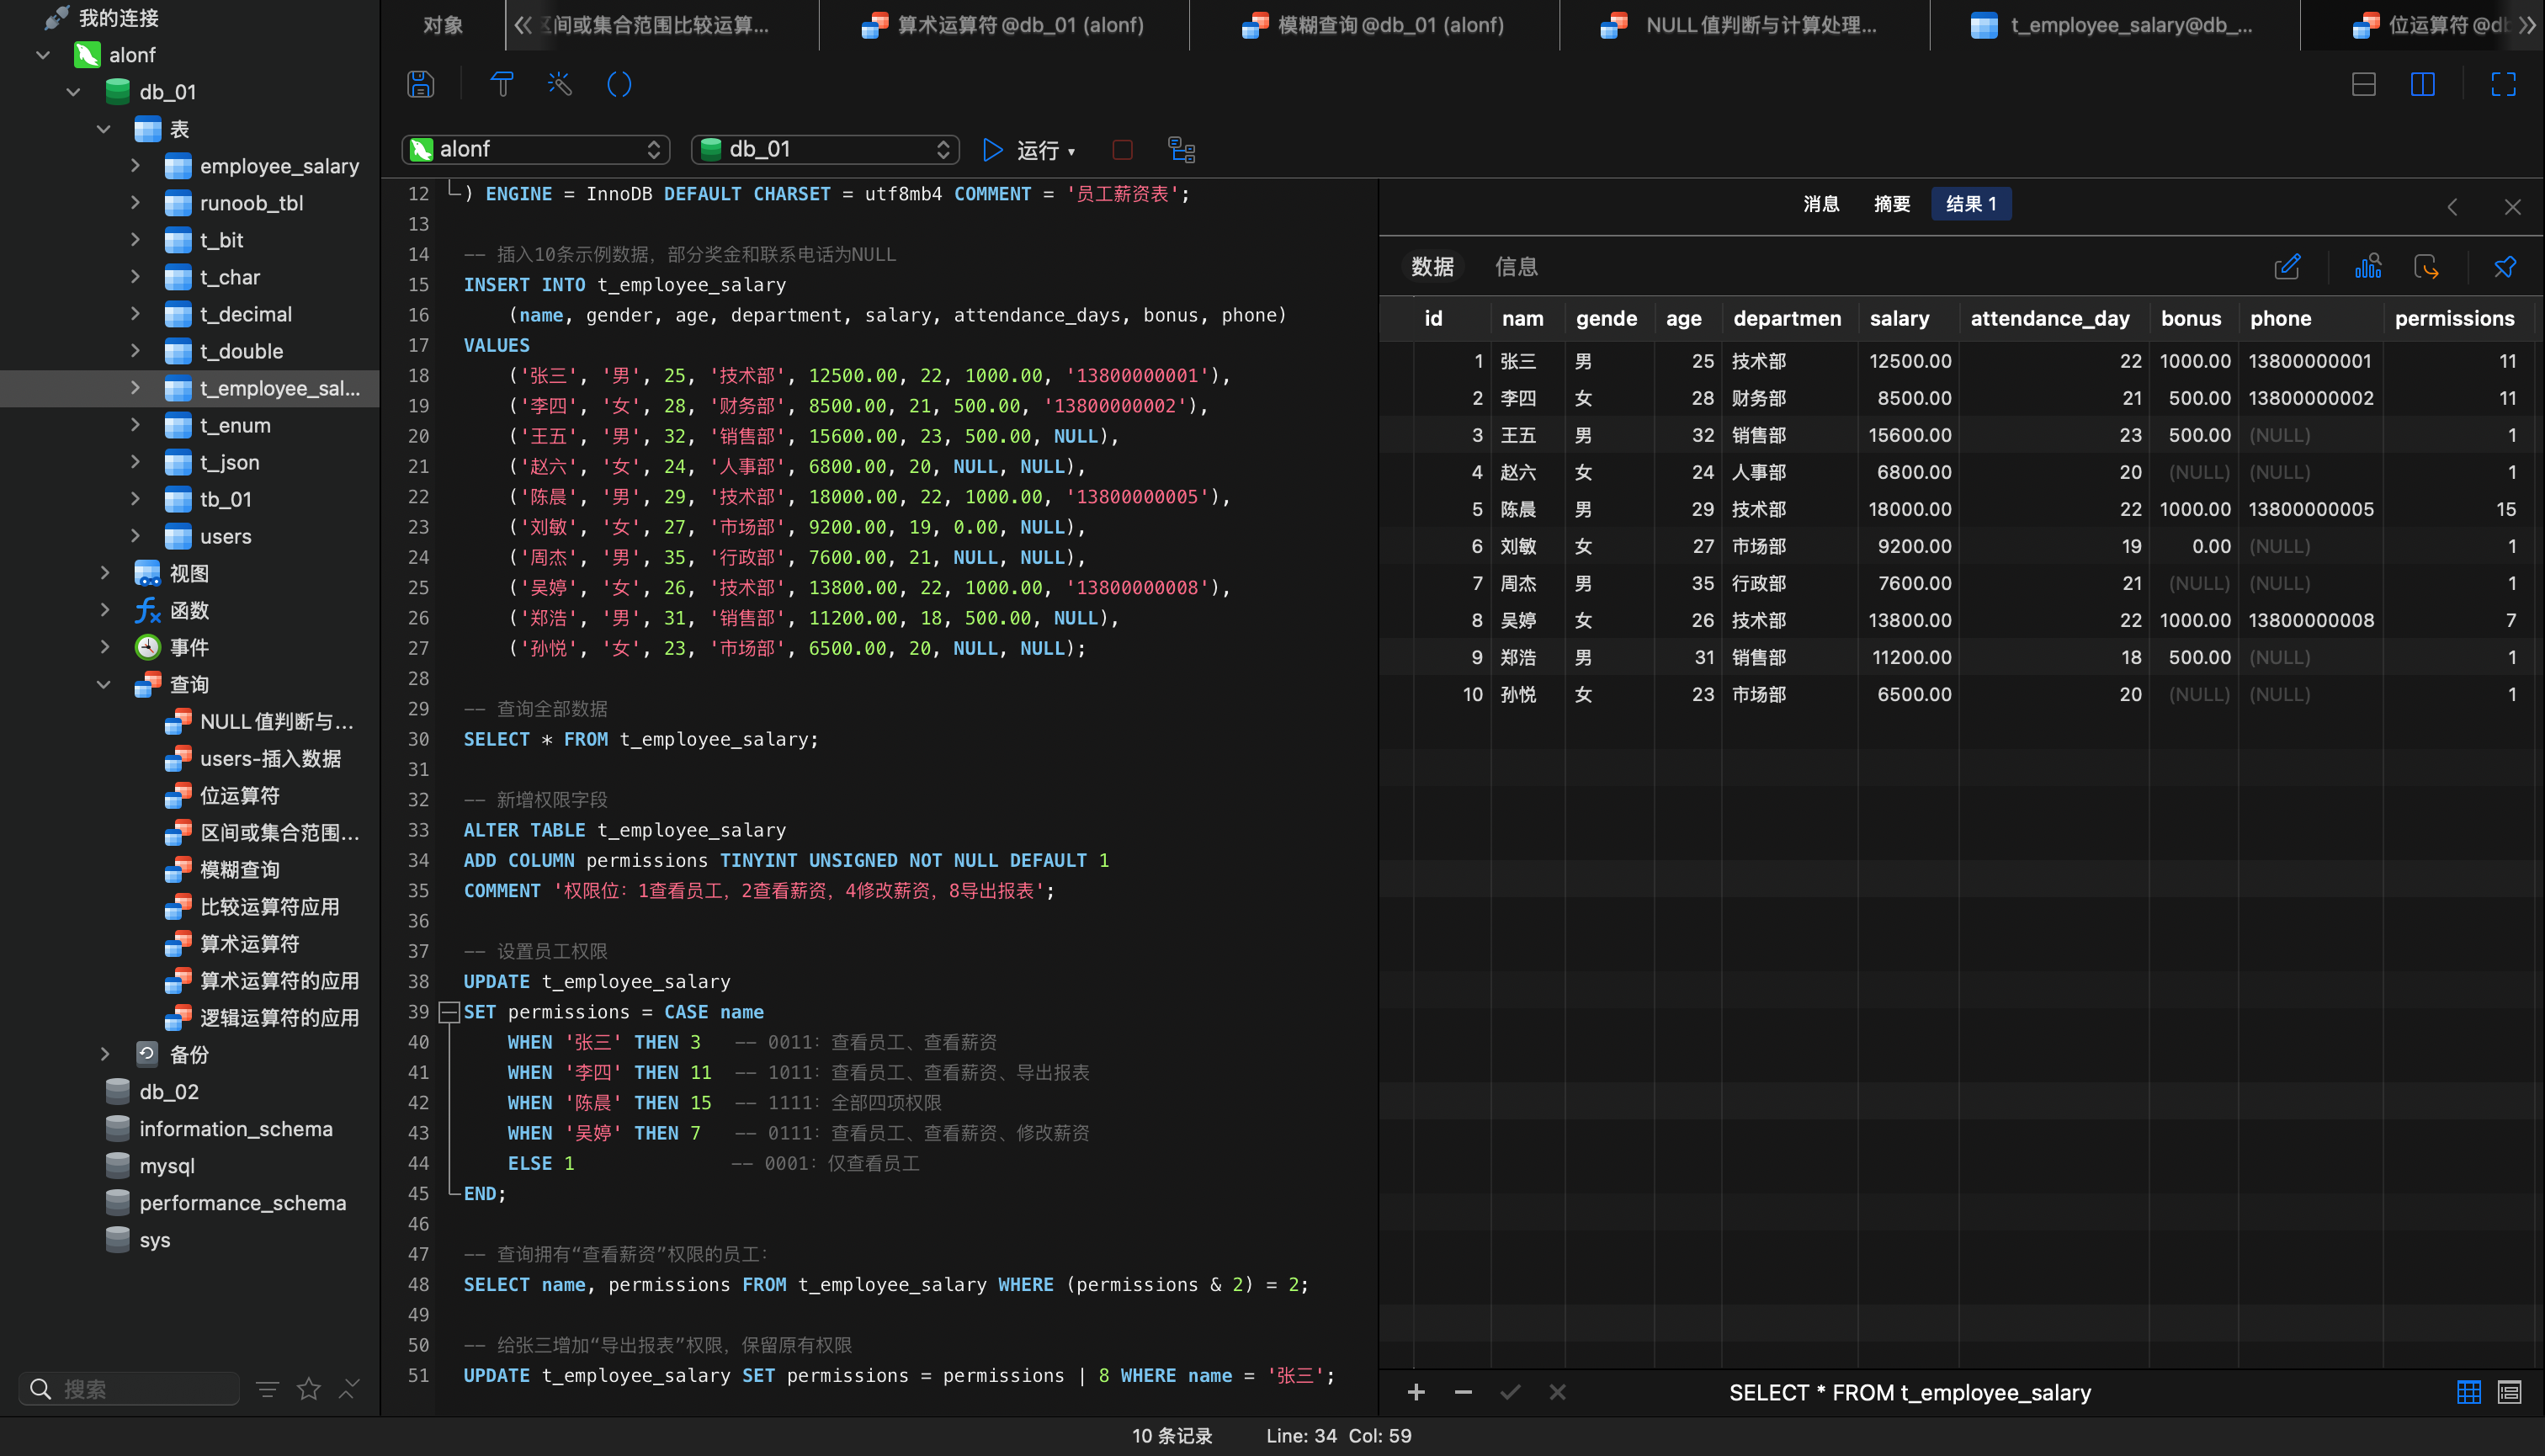 我的连接
alonf
db_01
表
employee_salary
runoob_tbl
t_bit
t_char
t_decimal
t_double
t_employee_sal...
t_enum
t_json
tb_01
users
视图
函数
事件
查询
NULL值判断与...
users-插入数据
位运算符
区间或集合范围...
模糊查询
比较运算符应用
算术运算符
算术运算符的应用
逻辑运算符的应用
备份
db_02
information_schema
mysql
performance_schema
sys
搜索
对象
区间或集合范围比较运算...
算术运算符@db_01 (alonf)
模糊查询@db_01 (alonf)
NULL值判断与计算处理...
t_employee_salary@db_...
位运算符@db
alonf
db_01
运行
12 ) ENGINE = InnoDB DEFAULT CHARSET = utf8mb4 COMMENT = '员工薪资表';
13
14 -- 插入10条示例数据，部分奖金和联系电话为NULL
15 INSERT INTO t_employee_salary
16 (name, gender, age, department, salary, attendance_days, bonus, phone)
17 VALUES
18 ('张三', '男', 25, '技术部', 12500.00, 22, 1000.00, '13800000001'),
19 ('李四', '女', 28, '财务部', 8500.00, 21, 500.00, '13800000002'),
20 ('王五', '男', 32, '销售部', 15600.00, 23, 500.00, NULL),
21 ('赵六', '女', 24, '人事部', 6800.00, 20, NULL, NULL),
22 ('陈晨', '男', 29, '技术部', 18000.00, 22, 1000.00, '13800000005'),
23 ('刘敏', '女', 27, '市场部', 9200.00, 19, 0.00, NULL),
24 ('周杰', '男', 35, '行政部', 7600.00, 21, NULL, NULL),
25 ('吴婷', '女', 26, '技术部', 13800.00, 22, 1000.00, '13800000008'),
26 ('郑浩', '男', 31, '销售部', 11200.00, 18, 500.00, NULL),
27 ('孙悦', '女', 23, '市场部', 6500.00, 20, NULL, NULL);
28
29 -- 查询全部数据
30 SELECT * FROM t_employee_salary;
31
32 -- 新增权限字段
33 ALTER TABLE t_employee_salary
34 ADD COLUMN permissions TINYINT UNSIGNED NOT NULL DEFAULT 1
35 COMMENT '权限位：1查看员工，2查看薪资，4修改薪资，8导出报表';
36
37 -- 设置员工权限
38 UPDATE t_employee_salary
39 SET permissions = CASE name
40 WHEN '张三' THEN 3 -- 0011：查看员工、查看薪资
41 WHEN '李四' THEN 11 -- 1011：查看员工、查看薪资、导出报表
42 WHEN '陈晨' THEN 15 -- 1111：全部四项权限
43 WHEN '吴婷' THEN 7 -- 0111：查看员工、查看薪资、修改薪资
44 ELSE 1 -- 0001：仅查看员工
45 END;
46
47 -- 查询拥有“查看薪资”权限的员工：
48 SELECT name, permissions FROM t_employee_salary WHERE (permissions & 2) = 2;
49
50 -- 给张三增加“导出报表”权限，保留原有权限
51 UPDATE t_employee_salary SET permissions = permissions | 8 WHERE name = '张三';
消息 摘要 结果 1
数据 信息
id nam gende age departmen salary attendance_day bonus phone permissions
1 张三 男 25 技术部 12500.00 22 1000.00 13800000001 11
2 李四 女 28 财务部 8500.00 21 500.00 13800000002 11
3 王五 男 32 销售部 15600.00 23 500.00 (NULL) 1
4 赵六 女 24 人事部 6800.00 20 (NULL) (NULL) 1
5 陈晨 男 29 技术部 18000.00 22 1000.00 13800000005 15
6 刘敏 女 27 市场部 9200.00 19 0.00 (NULL) 1
7 周杰 男 35 行政部 7600.00 21 (NULL) (NULL) 1
8 吴婷 女 26 技术部 13800.00 22 1000.00 13800000008 7
9 郑浩 男 31 销售部 11200.00 18 500.00 (NULL) 1
10 孙悦 女 23 市场部 6500.00 20 (NULL) (NULL) 1
SELECT * FROM t_employee_salary
10 条记录 Line: 34 Col: 59